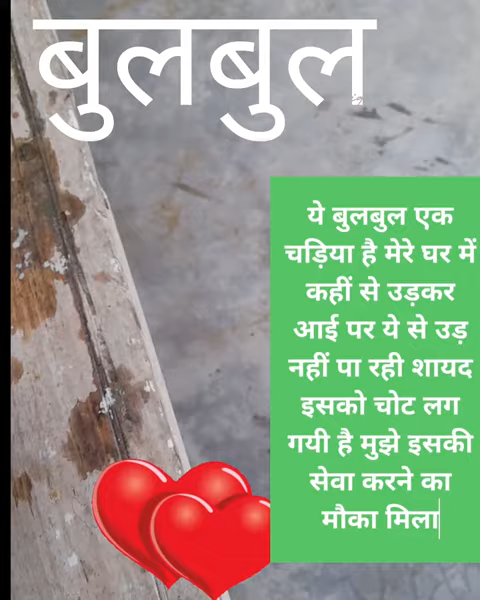 बुलबुल
ये बुलबुल एक
चड़िया है मेरे घर में
कहीं से उड़कर
आई पर ये से उड़
नहीं पा रही शायद
इसको चोट लग
गयी है मुझे इसकी
सेवा करने का
मौका मिला